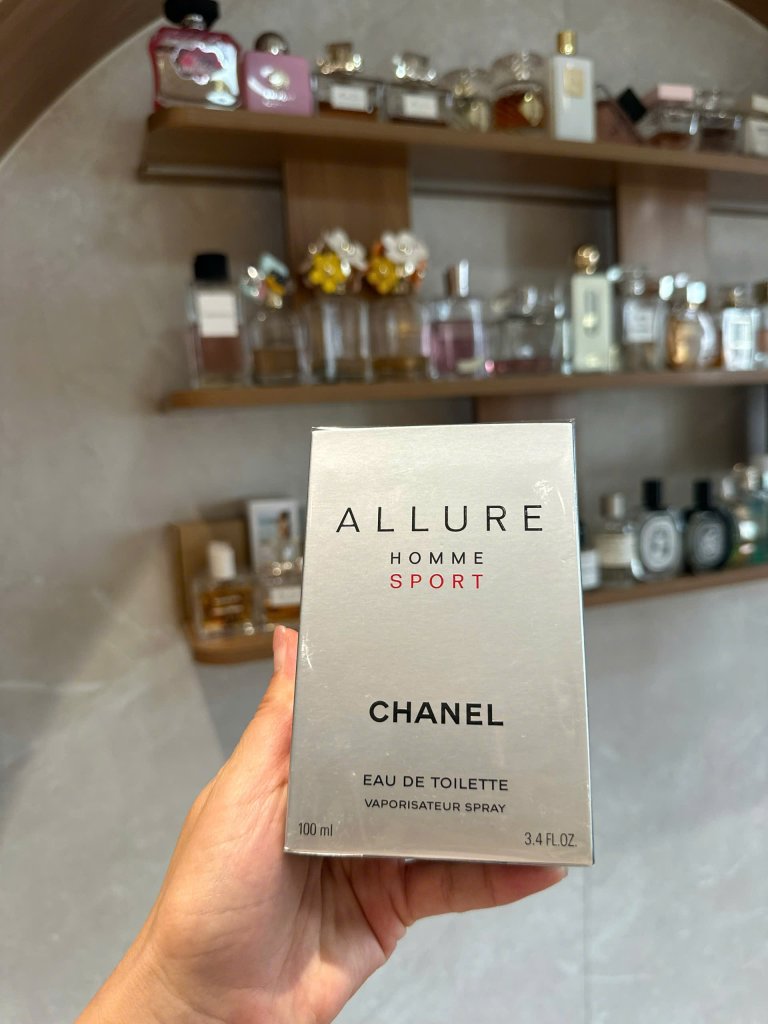 ALLURE
HOMME
SPORT
CHANEL
EAU DE TOILETTE
VAPORISATEUR SPRAY
100 ml
3.4 FL.OZ.